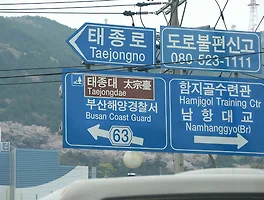 태종로
Taejongno
도로불편신고
080 523-1111
태종대 太宗臺
Taejongdae
부산해양경찰서
Busan Coast Guard
63
함지골수련관
Hamjigol Training Ctr
남항대교
Namhanggyo(Br)